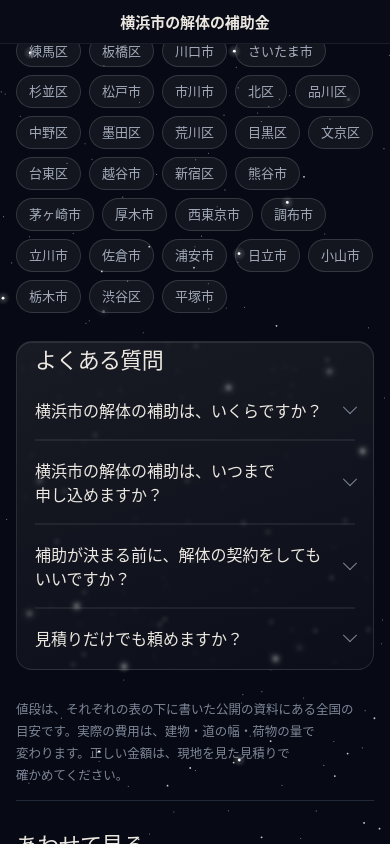 横浜市の解体の補助金
練馬区 板橋区 川口市 さいたま市
杉並区 松戸市 市川市 北区 品川区
中野区 墨田区 荒川区 目黒区 文京区
台東区 越谷市 新宿区 熊谷市
茅ヶ崎市 厚木市 西東京市 調布市
立川市 佐倉市 浦安市 日立市 小山市
栃木市 渋谷区 平塚市
よくある質問
横浜市の解体の補助は、いくらですか？
横浜市の解体の補助は、いつまで
申し込めますか？
補助が決まる前に、解体の契約をしても
いいですか？
見積りだけでも頼めますか？
値段は、それぞれの表の下に書いた公開の資料にある全国の
目安です。実際の費用は、建物・道の幅・荷物の量で
変わります。正しい金額は、現地を見た見積りで
確かめてください。
あわせて見る